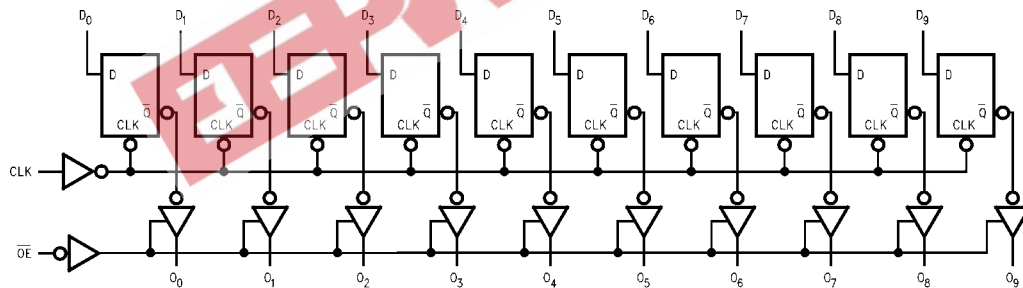 D0 D1 D2 D3 D4 D5 D6 D7 D8 D9
D D D D D D D D D D
Q̅ Q̅ Q̅ Q̅ Q̅ Q̅ Q̅ Q̅ Q̅ Q̅
CLK CLK CLK CLK CLK CLK CLK CLK CLK CLK
CLK
O̅E̅
O0 O1 O2 O3 O4 O5 O6 O7 O8 O9